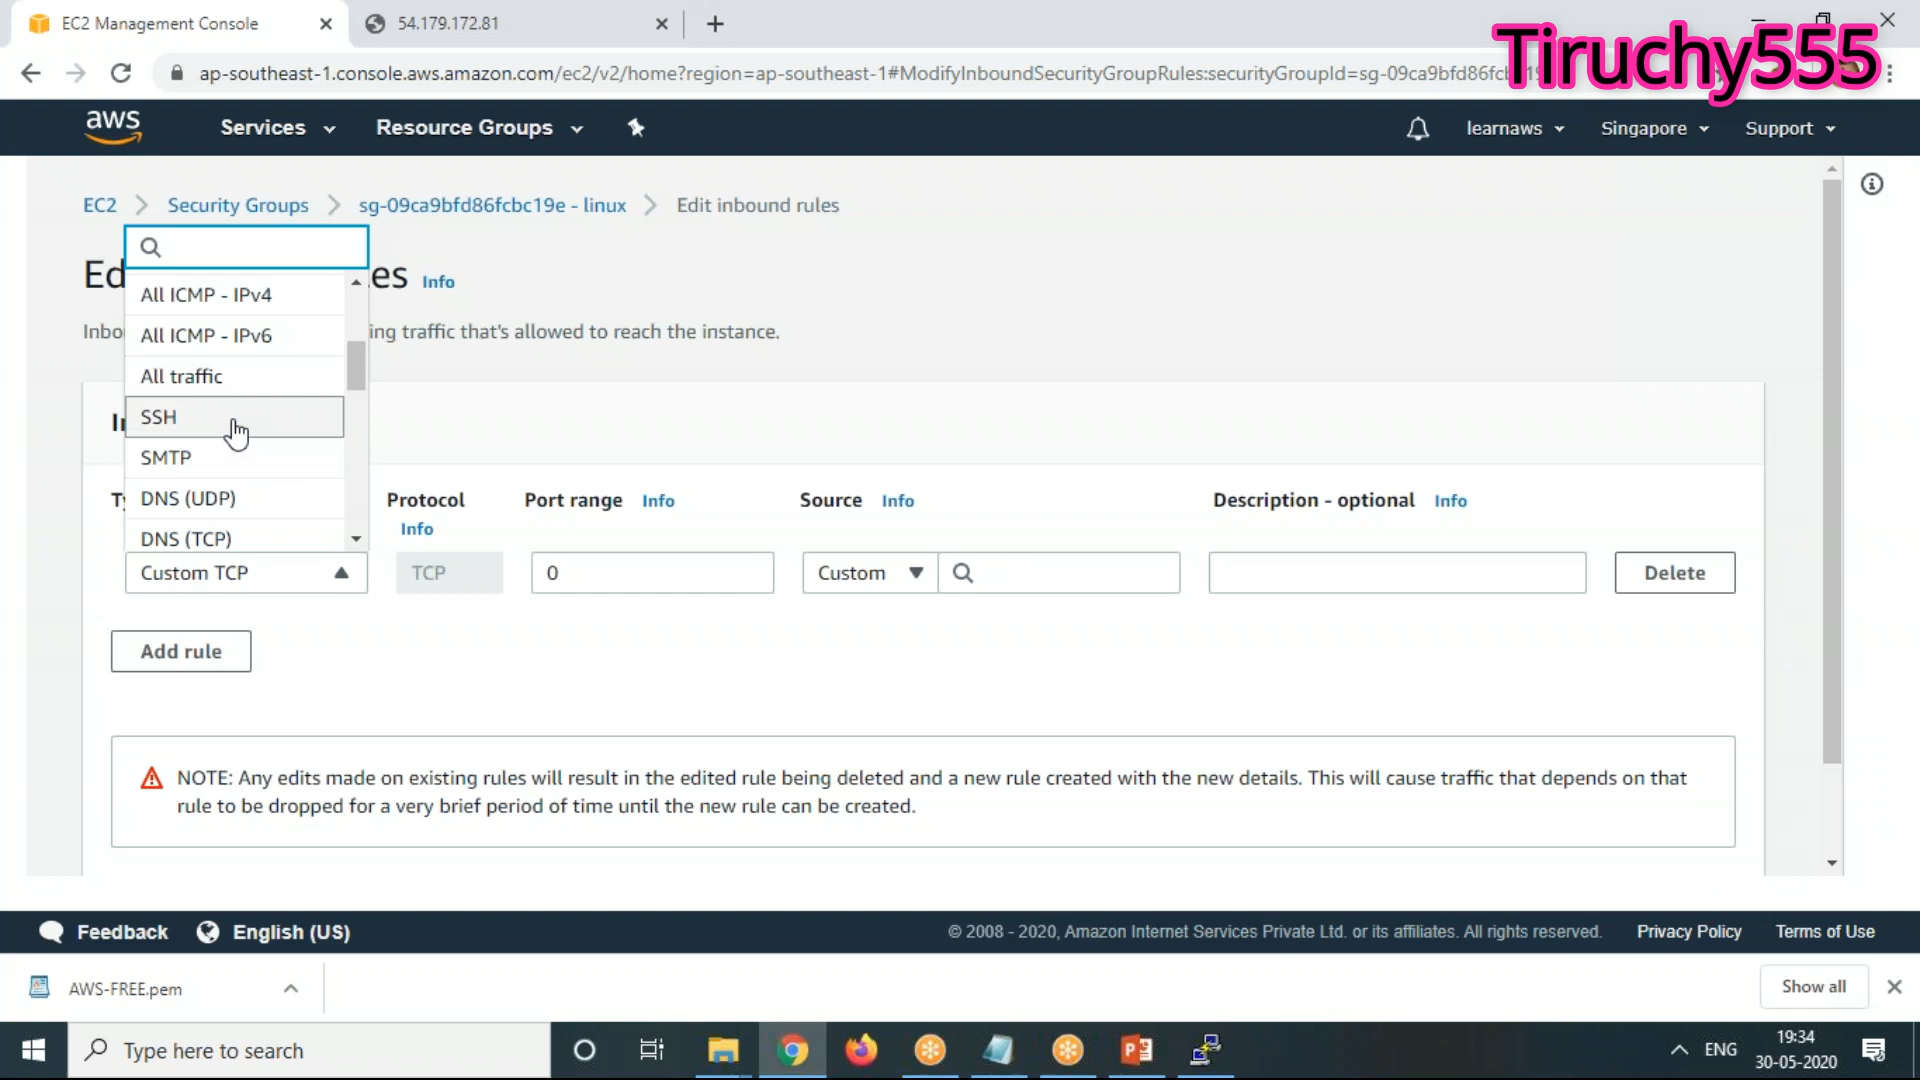 EC2 Management Console
54.179.172.81
Tiruchy555
ap-southeast-1.console.aws.amazon.com/ec2/v2/home?region=ap-southeast-1#ModifyInboundSecurityGroupRules:securityGroupId=sg-09ca9bfd86fcbc19
aws Services Resource Groups learnaws Singapore Support
EC2 Security Groups sg-09ca9bfd86fcbc19e - linux Edit inbound rules
Ed es Info
Inbo ing traffic that's allowed to reach the instance.
All ICMP - IPv4
All ICMP - IPv6
All traffic
SSH
SMTP
DNS (UDP)
DNS (TCP)
Protocol Info Port range Info Source Info Description - optional Info
Custom TCP TCP 0 Custom Delete
Add rule
NOTE: Any edits made on existing rules will result in the edited rule being deleted and a new rule created with the new details. This will cause traffic that depends on that
rule to be dropped for a very brief period of time until the new rule can be created.
Feedback English (US) © 2008 - 2020, Amazon Internet Services Private Ltd. or its affiliates. All rights reserved. Privacy Policy Terms of Use
AWS-FREE.pem Show all
Type here to search ENG 19:34
30-05-2020